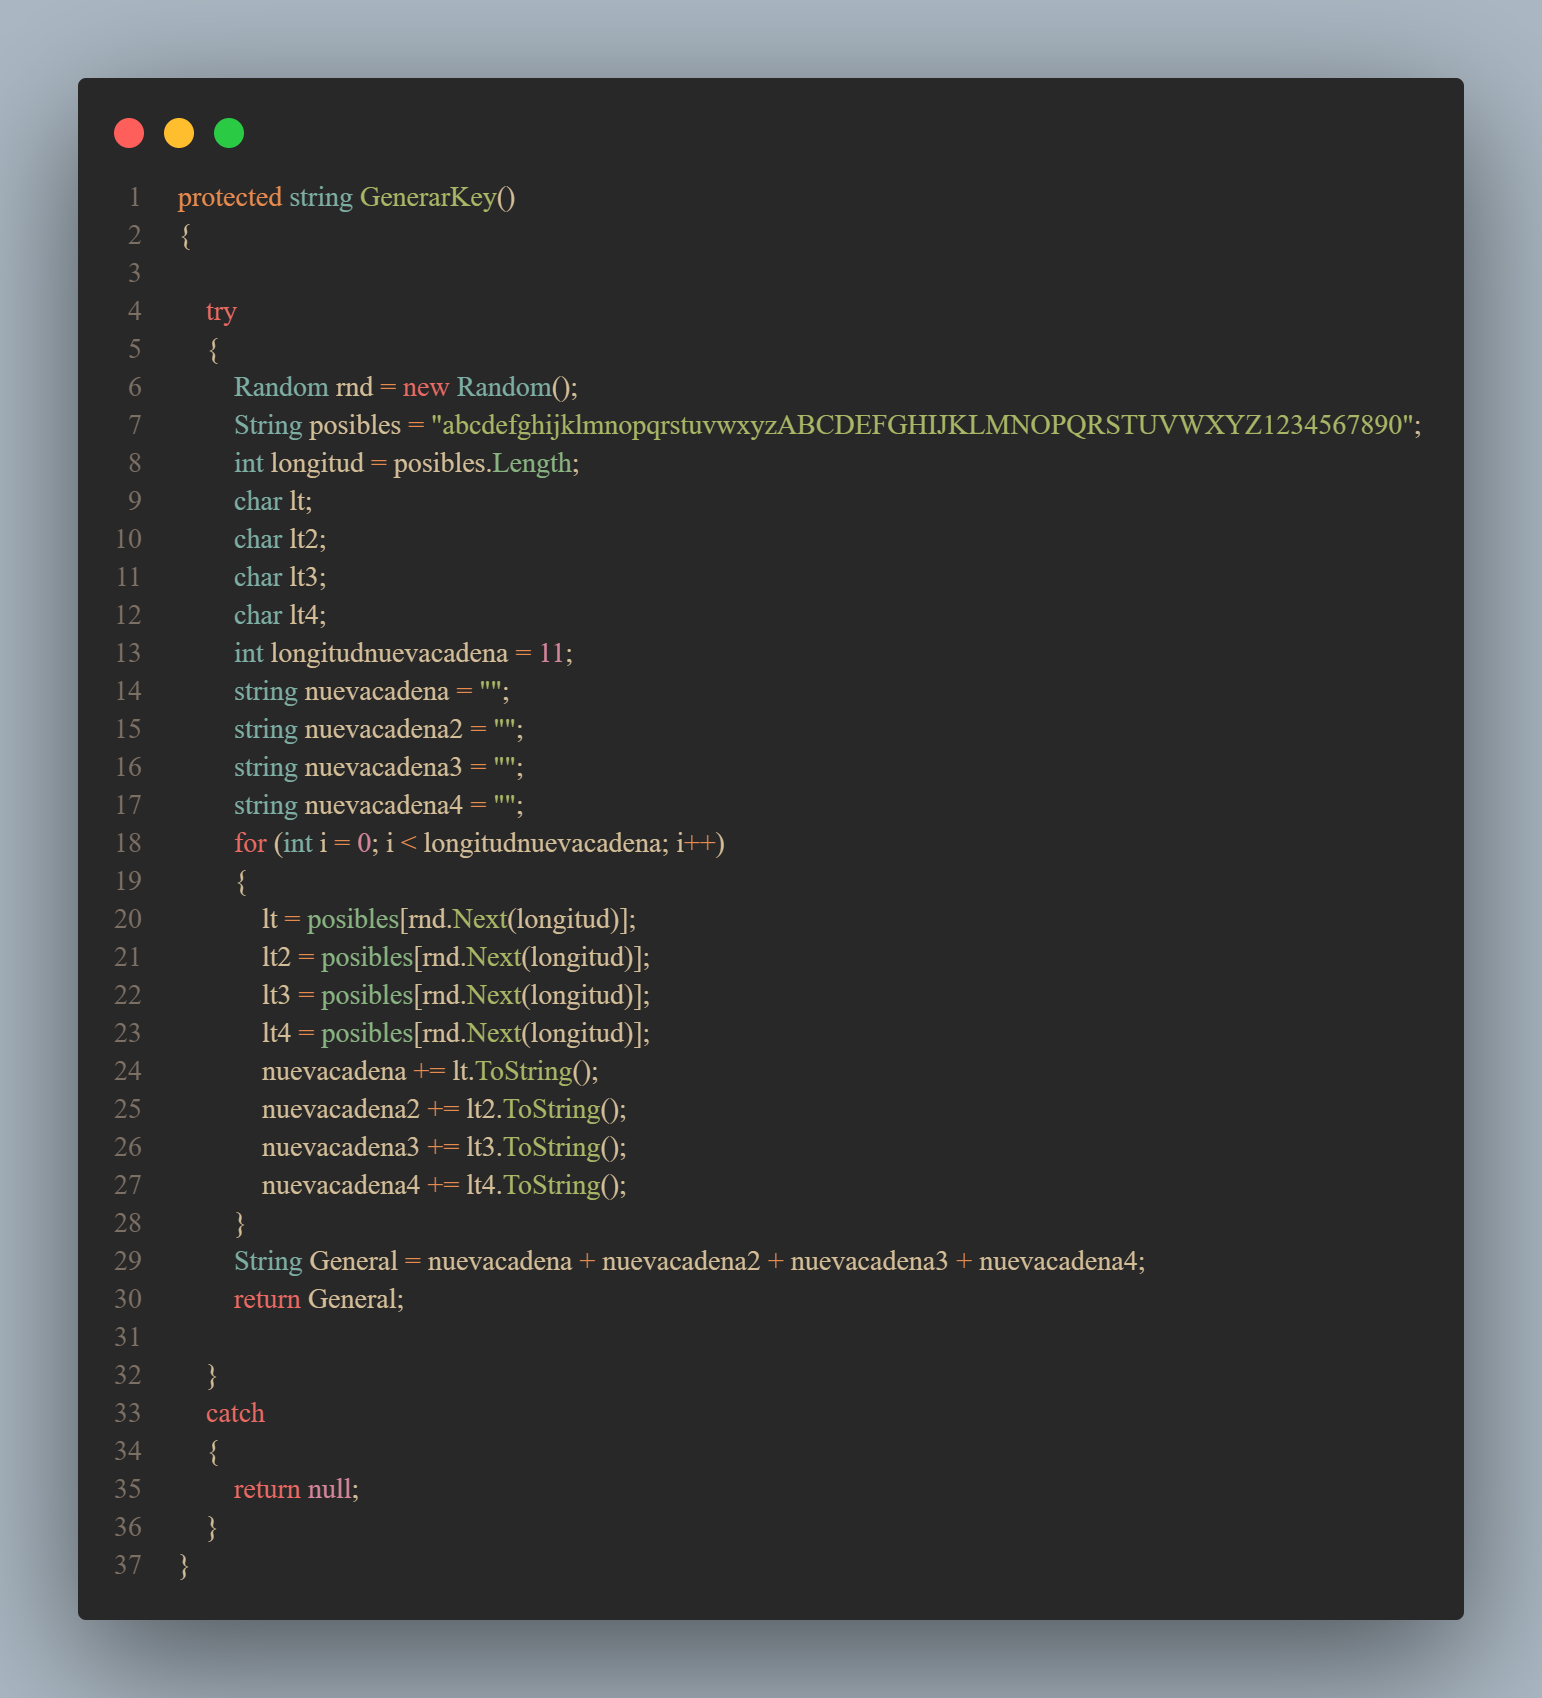 1 protected string GenerarKey()
2 {
3
4 try
5 {
6 Random rnd = new Random();
7 String posibles = "abcdefghijklmnopqrstuvwxyzABCDEFGHIJKLMNOPQRSTUVWXYZ1234567890";
8 int longitud = posibles.Length;
9 char lt;
10 char lt2;
11 char lt3;
12 char lt4;
13 int longitudnuevacadena = 11;
14 string nuevacadena = "";
15 string nuevacadena2 = "";
16 string nuevacadena3 = "";
17 string nuevacadena4 = "";
18 for (int i = 0; i < longitudnuevacadena; i++)
19 {
20 lt = posibles[rnd.Next(longitud)];
21 lt2 = posibles[rnd.Next(longitud)];
22 lt3 = posibles[rnd.Next(longitud)];
23 lt4 = posibles[rnd.Next(longitud)];
24 nuevacadena += lt.ToString();
25 nuevacadena2 += lt2.ToString();
26 nuevacadena3 += lt3.ToString();
27 nuevacadena4 += lt4.ToString();
28 }
29 String General = nuevacadena + nuevacadena2 + nuevacadena3 + nuevacadena4;
30 return General;
31
32 }
33 catch
34 {
35 return null;
36 }
37 }